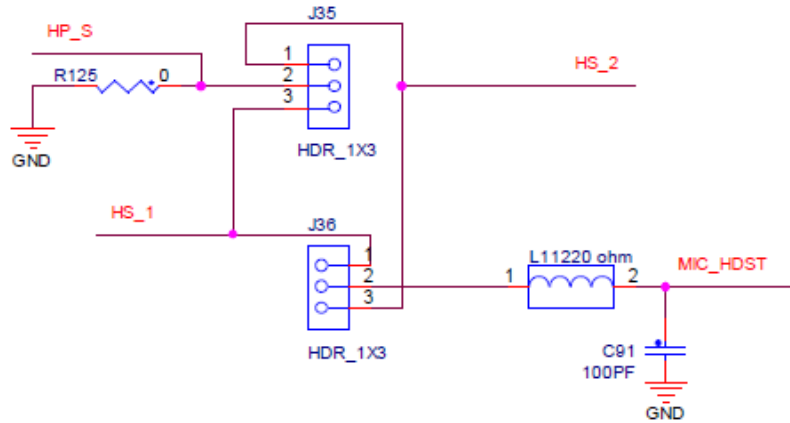 J35
HP_S
1
R125 0 2
HS_2
3
GND
HDR_1X3
HS_1
J36
1
L11220 ohm
MIC_HDST
2
1 2
3
HDR_1X3
C91
100PF
GND